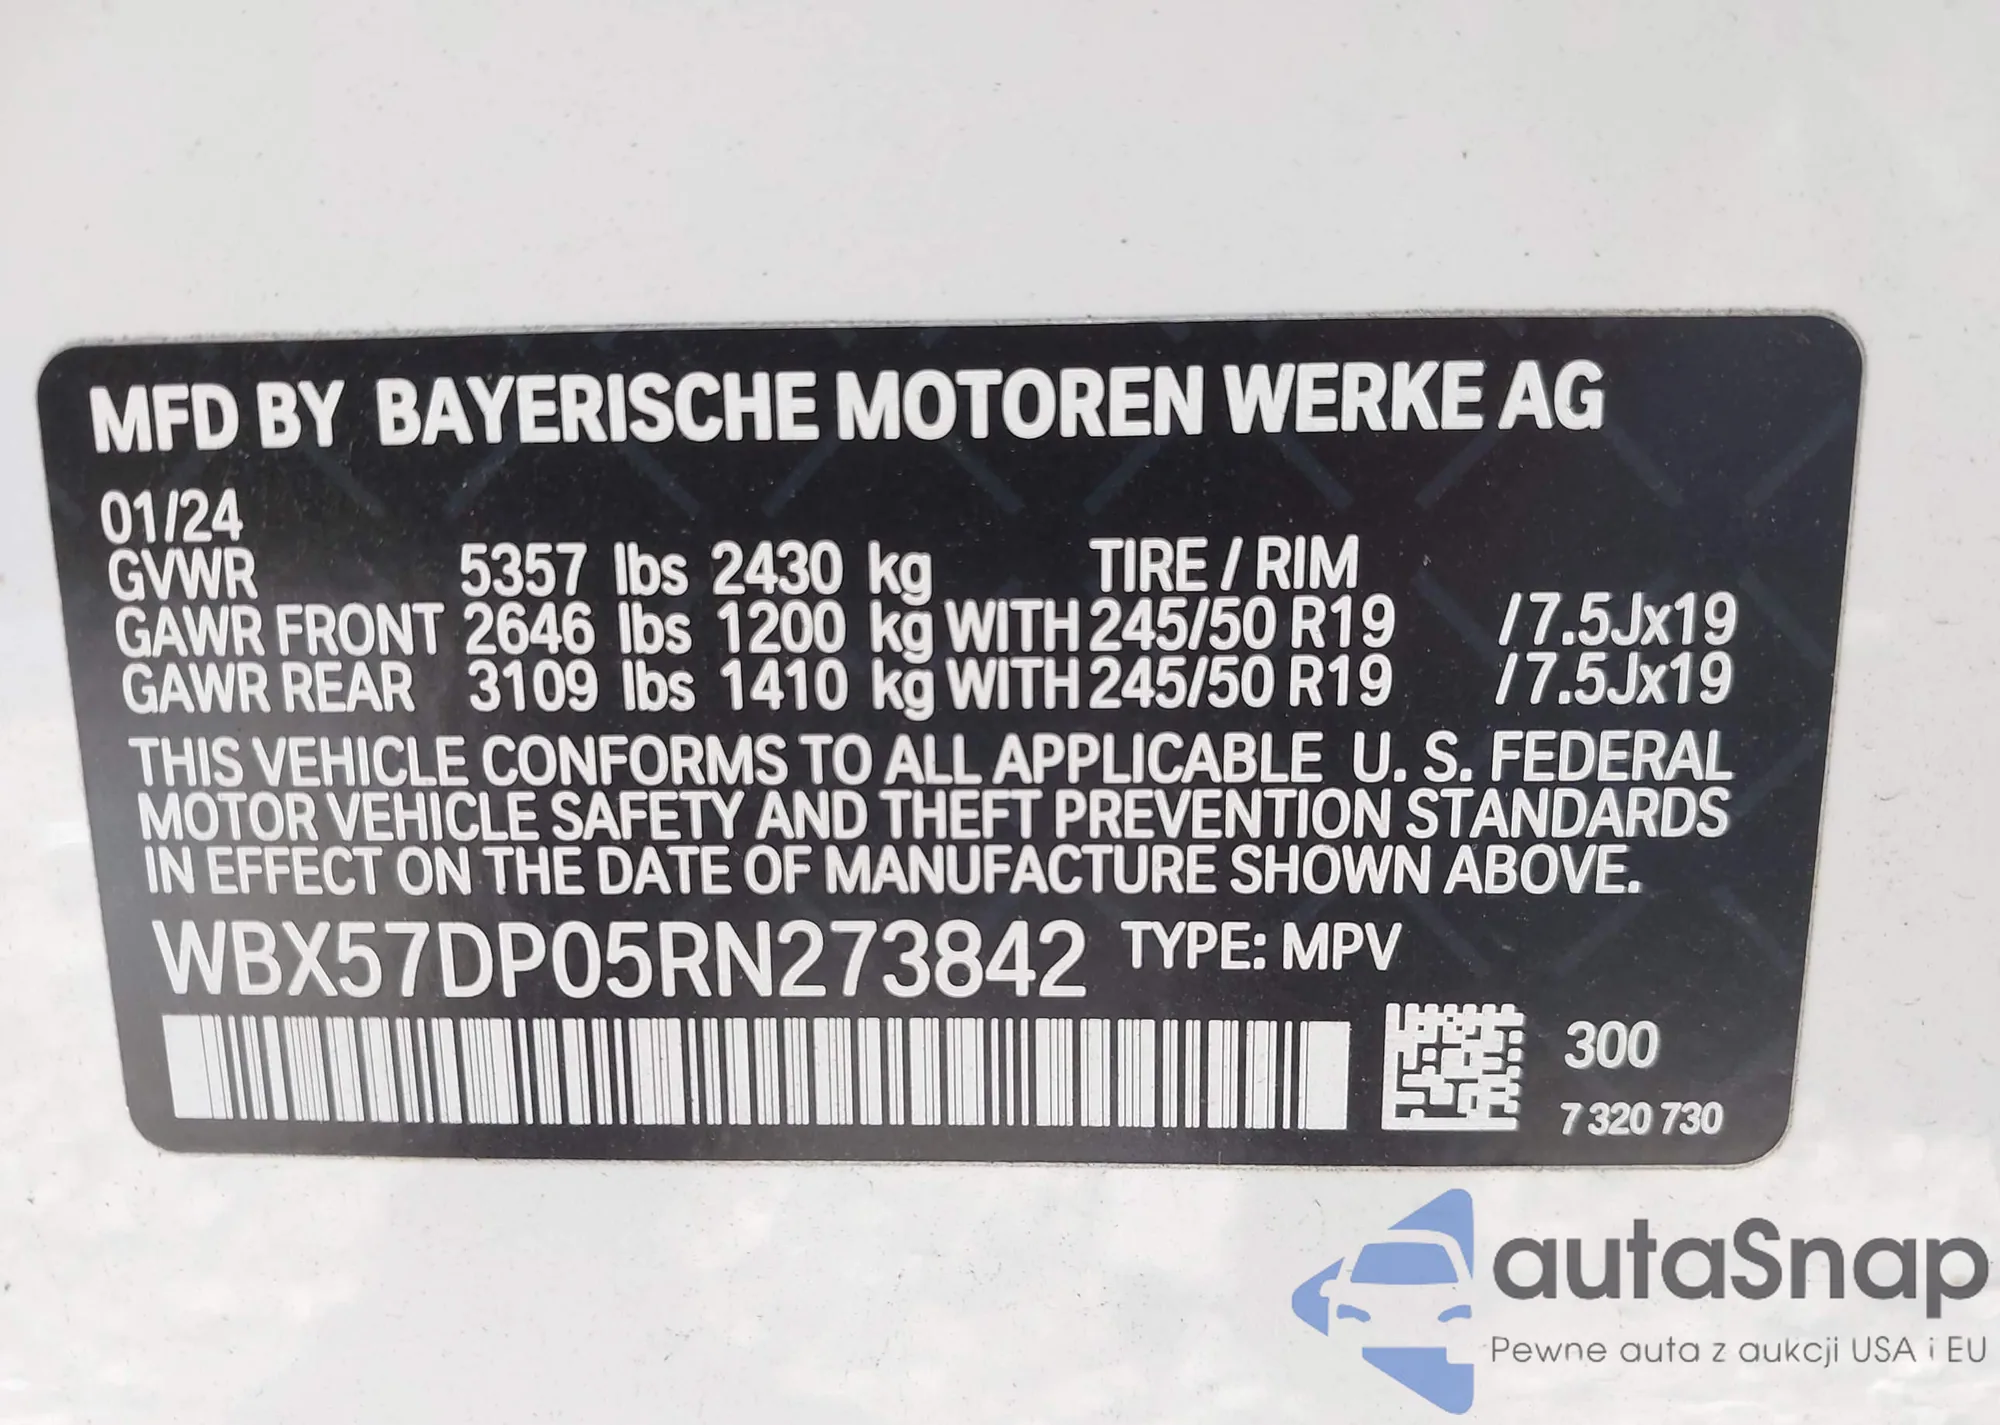 MFD BY BAYERISCHE MOTOREN WERKE AG
01/24
GVWR 5357 lbs 2430 kg TIRE / RIM
GAWR FRONT 2646 lbs 1200 kg WITH 245/50 R19 /7.5Jx19
GAWR REAR 3109 lbs 1410 kg WITH 245/50 R19 /7.5Jx19
THIS VEHICLE CONFORMS TO ALL APPLICABLE U. S. FEDERAL
MOTOR VEHICLE SAFETY AND THEFT PREVENTION STANDARDS
IN EFFECT ON THE DATE OF MANUFACTURE SHOWN ABOVE.
WBX57DP05RN273842 TYPE: MPV
300
7 320 730
autaSnap
Pewne auta z aukcji USA i EU